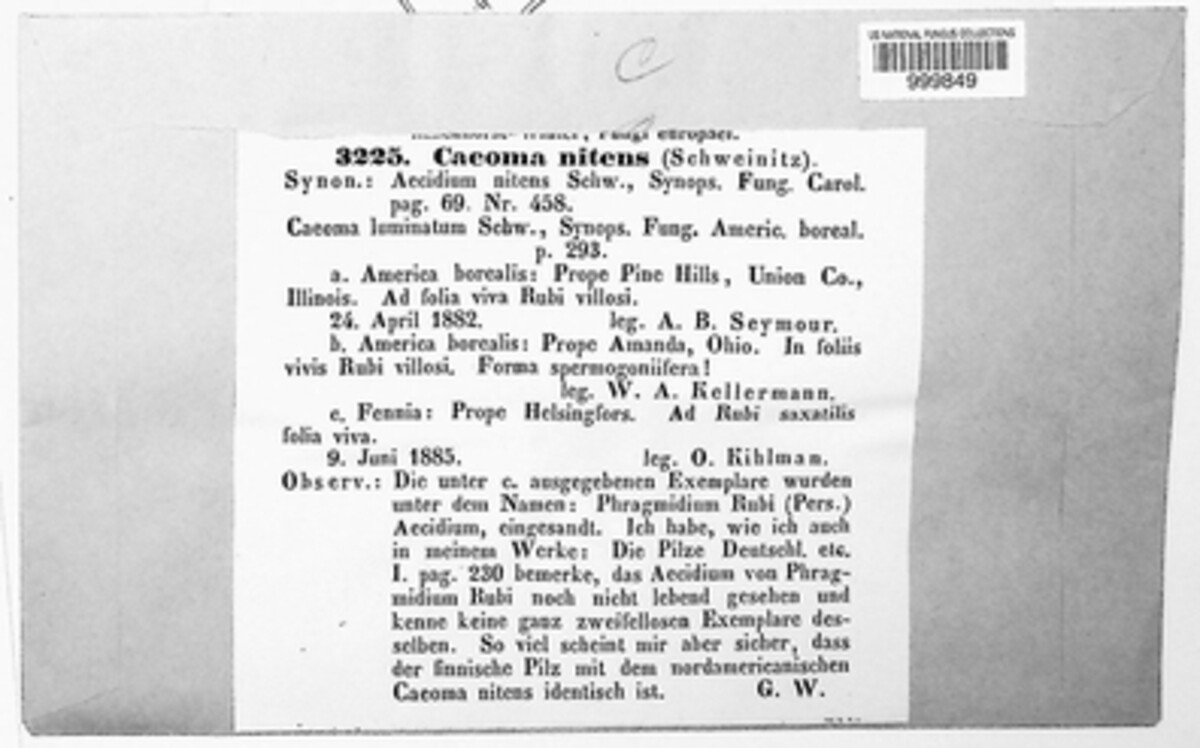 C
US NATIONAL FUNGUS COLLECTIONS
999849
Fungi europaei.
3225. Caeoma nitens (Schweinitz).
Synon.: Aecidium nitens Schw., Synops. Fung. Carol.
pag. 69. Nr. 458.
Caeoma luminatum Schw., Synops. Fung. Americ. boreal.
p. 293.
a. America borealis: Prope Pine Hills, Union Co.,
Illinois. Ad folia viva Rubi villosi.
24. April 1882. leg. A. B. Seymour.
b. America borealis: Prope Amanda, Ohio. In foliis
vivis Rubi villosi. Forma spermogoniifera!
leg. W. A. Kellermann.
c. Fennia: Prope Helsingfors. Ad Rubi saxatilis
folia viva.
9. Juni 1885. leg. O. Kihlman.
Observ.: Die unter c. ausgegebenen Exemplare wurden
unter dem Namen: Phragmidium Rubi (Pers.)
Aecidium, eingesandt. Ich habe, wie ich auch
in meinem Werke: Die Pilze Deutschl. etc.
I. pag. 230 bemerke, das Aecidium von Phrag-
midium Rubi noch nicht lebend gesehen und
kenne keine ganz zweifellosen Exemplare des-
selben. So viel scheint mir aber sicher, dass
der finnische Pilz mit dem nordamericanischen
Caeoma nitens identisch ist. G. W.